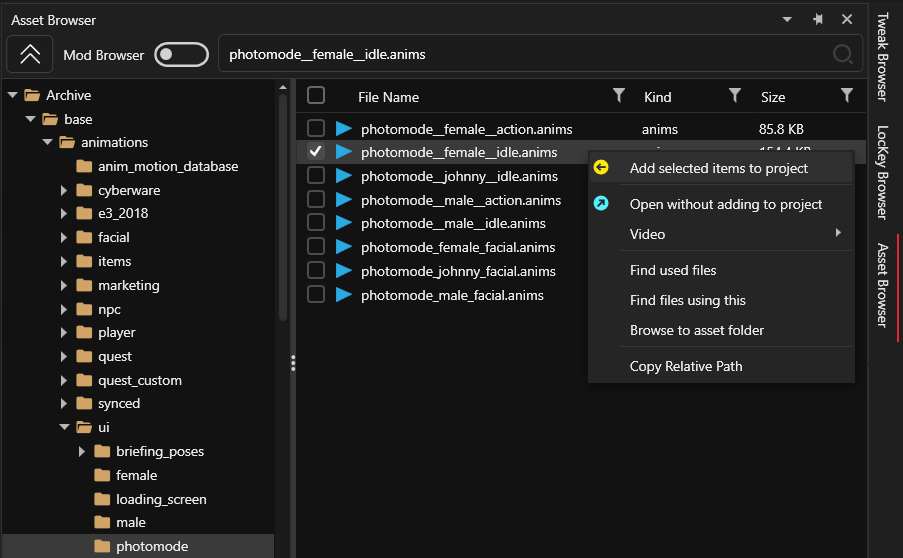 Asset Browser
Mod Browser
photomode__female__idle.anims
Archive
base
animations
anim_motion_database
cyberware
e3_2018
facial
items
marketing
npc
player
quest
quest_custom
synced
ui
briefing_poses
female
loading_screen
male
photomode
File Name Kind Size
photomode__female__action.anims anims 85.8 KB
photomode__female__idle.anims
photomode__johnny__idle.anims
photomode__male__action.anims
photomode__male__idle.anims
photomode_female_facial.anims
photomode_johnny_facial.anims
photomode_male_facial.anims
Add selected items to project
Open without adding to project
Video
Find used files
Find files using this
Browse to asset folder
Copy Relative Path
Tweak Browser
LocKey Browser
Asset Browser